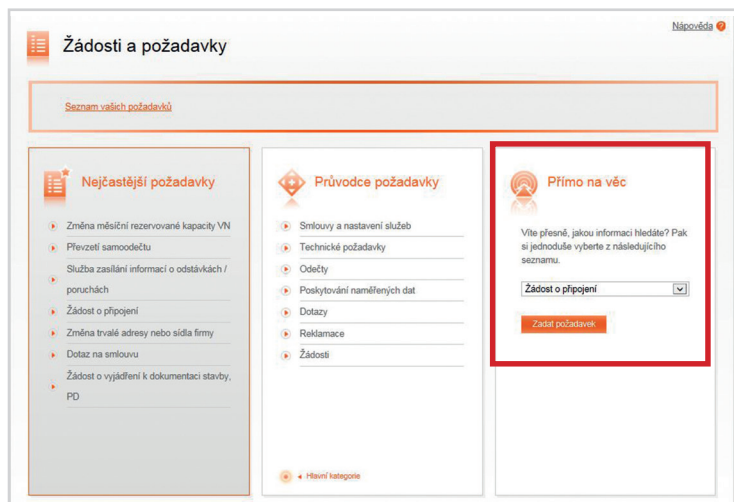 Nápověda
Žádosti a požadavky
Seznam vašich požadavků
Nejčastější požadavky
Změna měsíční rezervované kapacity VN
Převzetí samoodečtu
Služba zasílání informací o odstávkách /
poruchách
Žádost o připojení
Změna trvalé adresy nebo sídla firmy
Dotaz na smlouvu
Žádost o vyjádření k dokumentaci stavby,
PD
Průvodce požadavky
Smlouvy a nastavení služeb
Technické požadavky
Odečty
Poskytování naměřených dat
Dotazy
Reklamace
Žádosti
Hlavní kategorie
Přímo na věc
Víte přesně, jakou informaci hledáte? Pak
si jednoduše vyberte z následujícího
seznamu.
Žádost o připojení
Zadat požadavek